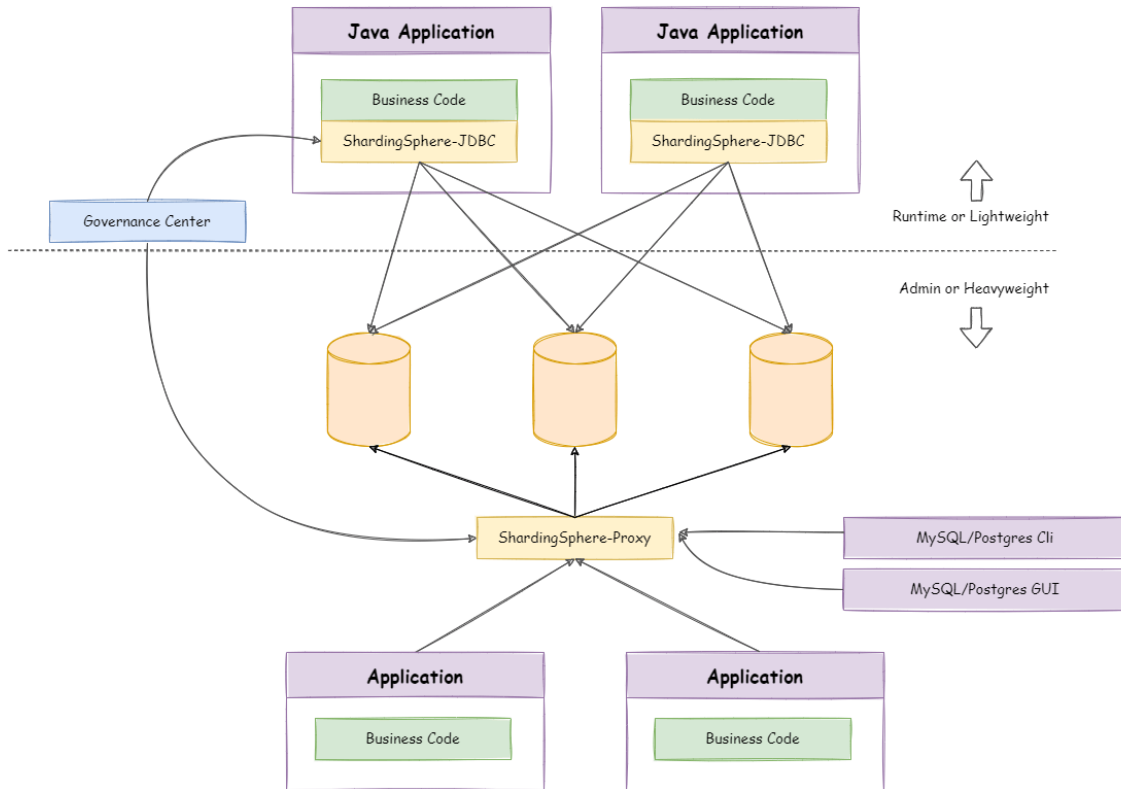 Java Application
Java Application
Business Code
Business Code
ShardingSphere-JDBC
ShardingSphere-JDBC
Governance Center
Runtime or Lightweight
Admin or Heavyweight
ShardingSphere-Proxy
MySQL/Postgres Cli
MySQL/Postgres GUI
Application
Application
Business Code
Business Code